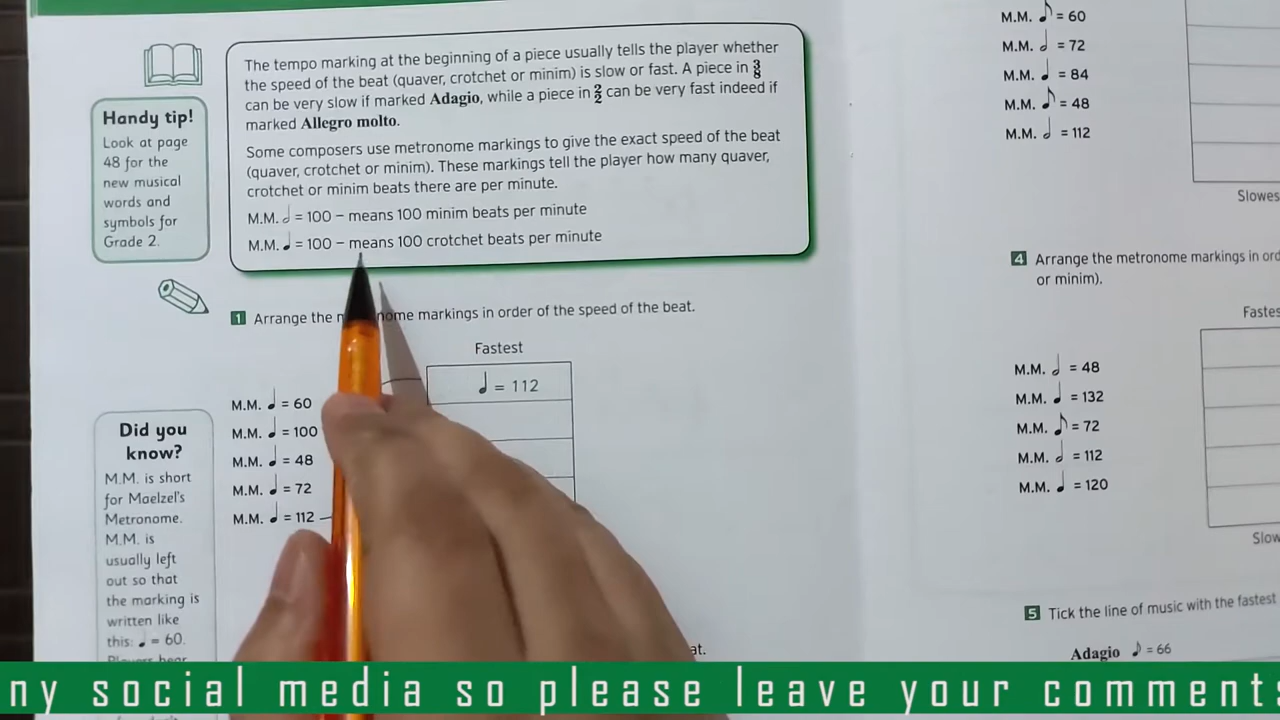 The tempo marking at the beginning of a piece usually tells the player whether
the speed of the beat (quaver, crotchet or minim) is slow or fast. A piece in 3/8
can be very slow if marked Adagio, while a piece in 2/2 can be very fast indeed if
marked Allegro molto.
Some composers use metronome markings to give the exact speed of the beat
(quaver, crotchet or minim). These markings tell the player how many quaver,
crotchet or minim beats there are per minute.
M.M. 𝅗𝅥 = 100 – means 100 minim beats per minute
M.M. ♩ = 100 – means 100 crotchet beats per minute
Handy tip!
Look at page
48 for the
new musical
words and
symbols for
Grade 2.
1 Arrange the markings in order of the speed of the beat.
Fastest
♩ = 112
M.M. ♩ = 60
M.M. ♩ = 100
M.M. ♩ = 48
M.M. ♩ = 72
M.M. ♩ = 112
Did you
know?
M.M. is short
for Maelzel's
Metronome.
M.M. is
usually left
out so that
the marking is
written like
this: ♩ = 60.
Players hear
at.
M.M. ♪ = 60
M.M. 𝅗𝅥 = 72
M.M. ♩ = 84
M.M. ♪ = 48
M.M. 𝅗𝅥 = 112
Slowes
4 Arrange the metronome markings in ord
or minim).
Fastes
M.M. 𝅗𝅥 = 48
M.M. ♩ = 132
M.M. ♪ = 72
M.M. 𝅗𝅥 = 112
M.M. ♩ = 120
Slow
5 Tick the line of music with the fastest
Adagio ♪ = 66
ny social media so please leave your comments